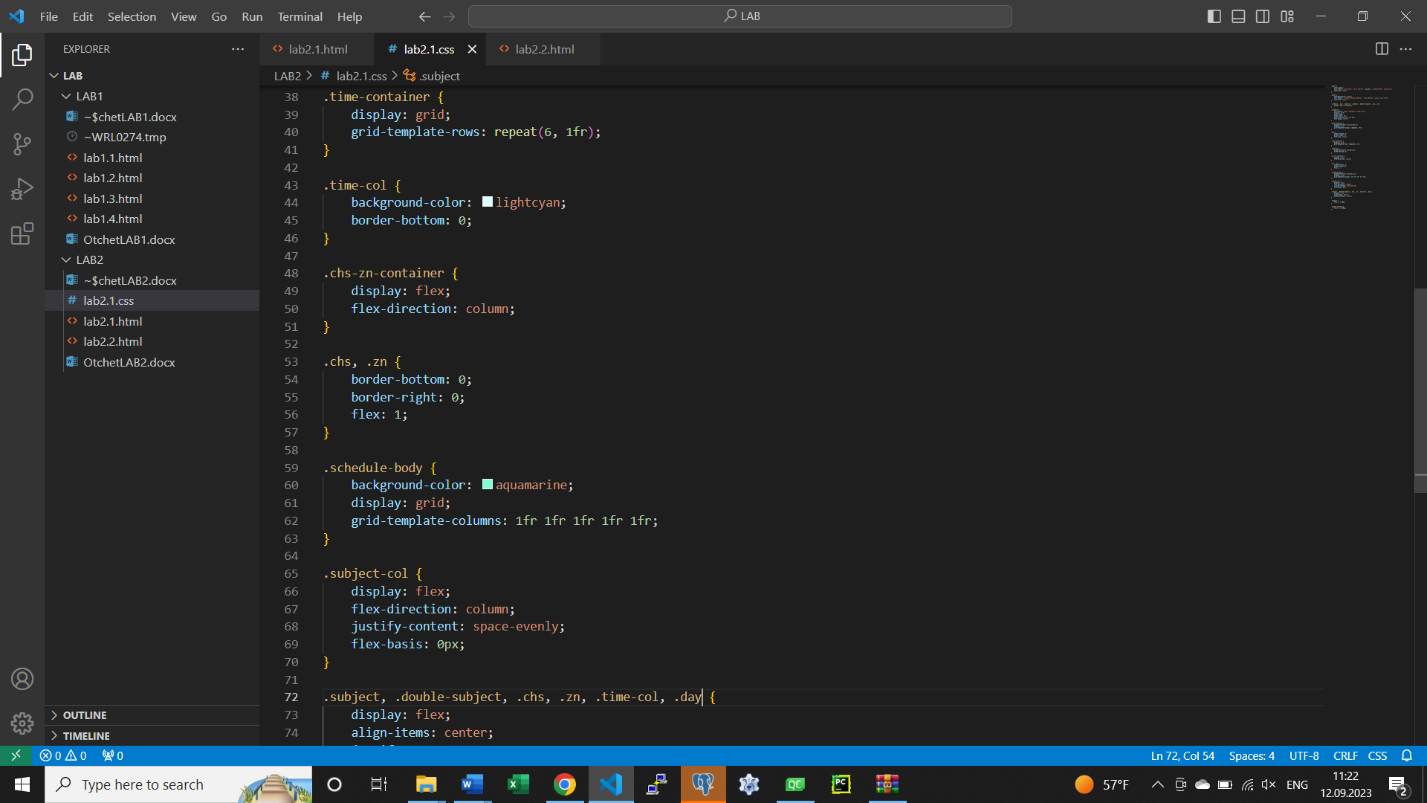 File Edit Selection View Go Run Terminal Help
LAB
EXPLORER
lab2.1.html
# lab2.1.css
lab2.2.html
LAB
LAB2 > # lab2.1.css > .subject
LAB1
~$chetLAB1.docx
~WRL0274.tmp
lab1.1.html
lab1.2.html
lab1.3.html
lab1.4.html
OtchetLAB1.docx
LAB2
~$chetLAB2.docx
# lab2.1.css
lab2.1.html
lab2.2.html
OtchetLAB2.docx
OUTLINE
TIMELINE
38 .time-container {
39 display: grid;
40 grid-template-rows: repeat(6, 1fr);
41 }
42
43 .time-col {
44 background-color: lightcyan;
45 border-bottom: 0;
46 }
47
48 .chs-zn-container {
49 display: flex;
50 flex-direction: column;
51 }
52
53 .chs, .zn {
54 border-bottom: 0;
55 border-right: 0;
56 flex: 1;
57 }
58
59 .schedule-body {
60 background-color: aquamarine;
61 display: grid;
62 grid-template-columns: 1fr 1fr 1fr 1fr 1fr;
63 }
64
65 .subject-col {
66 display: flex;
67 flex-direction: column;
68 justify-content: space-evenly;
69 flex-basis: 0px;
70 }
71
72 .subject, .double-subject, .chs, .zn, .time-col, .day {
73 display: flex;
74 align-items: center;
0 0 0
Ln 72, Col 54 Spaces: 4 UTF-8 CRLF CSS
Type here to search
57°F
ENG
11:22
12.09.2023
2